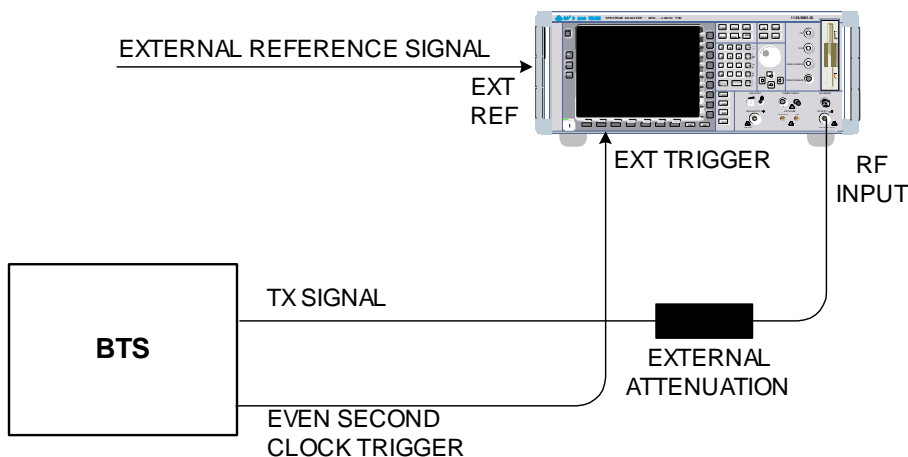 EXTERNAL REFERENCE SIGNAL
EXT
REF
EXT TRIGGER
RF
INPUT
TX SIGNAL
BTS
EXTERNAL
ATTENUATION
EVEN SECOND
CLOCK TRIGGER